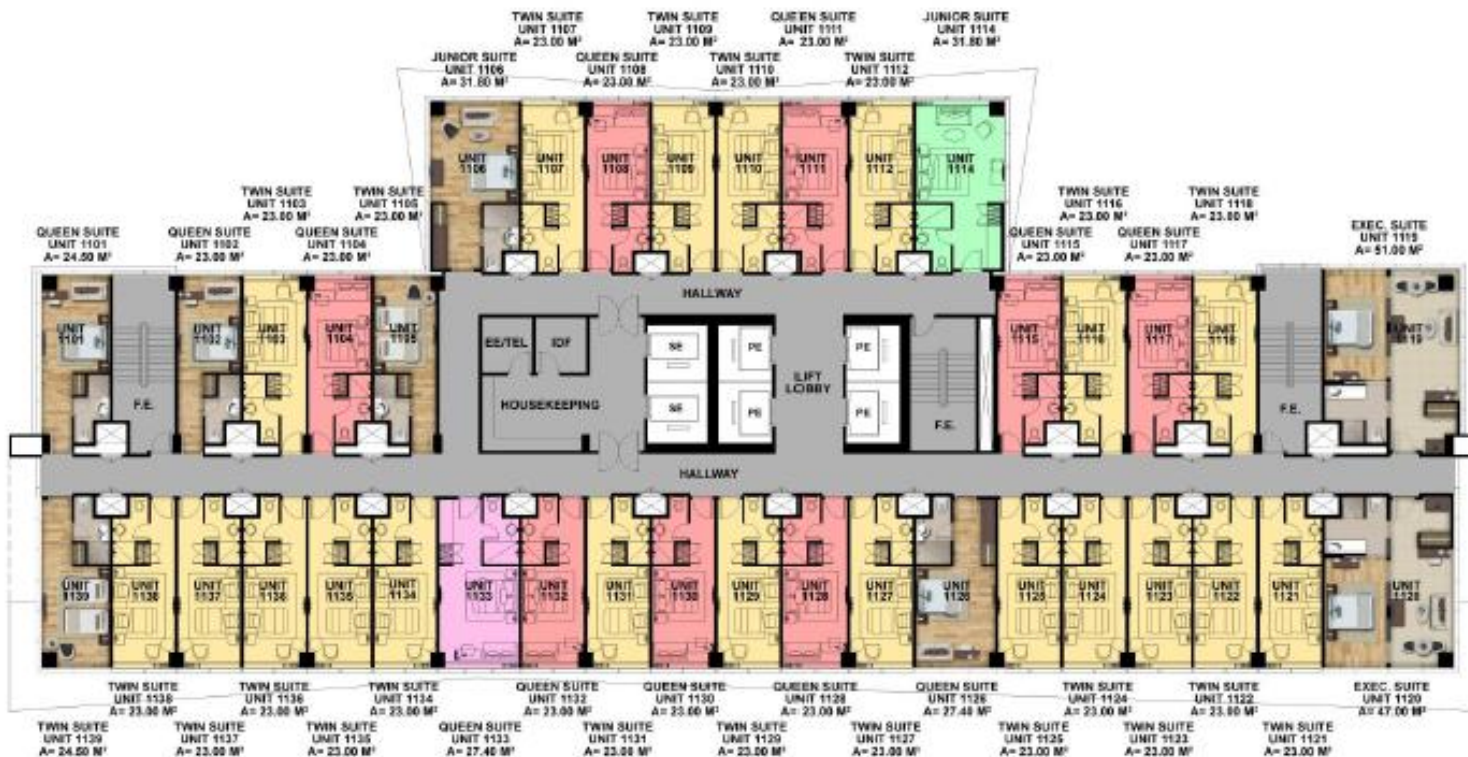 TWIN SUITE
UNIT 1107
A= 23.00 M²
TWIN SUITE
UNIT 1109
A= 23.00 M²
QUEEN SUITE
UNIT 1111
A= 23.00 M²
JUNIOR SUITE
UNIT 1114
A= 31.80 M²
JUNIOR SUITE
UNIT 1106
A= 31.80 M²
QUEEN SUITE
UNIT 1108
A= 23.00 M²
TWIN SUITE
UNIT 1110
A= 23.00 M²
TWIN SUITE
UNIT 1112
A= 23.00 M²
UNIT
1106
UNIT
1107
UNIT
1108
UNIT
1109
UNIT
1110
UNIT
1111
UNIT
1112
UNIT
1114
TWIN SUITE
UNIT 1103
A= 23.00 M²
TWIN SUITE
UNIT 1105
A= 23.00 M²
TWIN SUITE
UNIT 1116
A= 23.00 M²
TWIN SUITE
UNIT 1118
A= 23.00 M²
QUEEN SUITE
UNIT 1101
A= 24.50 M²
QUEEN SUITE
UNIT 1102
A= 23.00 M²
QUEEN SUITE
UNIT 1104
A= 23.00 M²
QUEEN SUITE
UNIT 1115
A= 23.00 M²
QUEEN SUITE
UNIT 1117
A= 23.00 M²
EXEC. SUITE
UNIT 1119
A= 51.00 M²
HALLWAY
UNIT
1101
UNIT
1102
UNIT
1103
UNIT
1104
UNIT
1105
EE/TEL
IDF
SE
PE
PE
LIFT
LOBBY
UNIT
1115
UNIT
1116
UNIT
1117
UNIT
1118
UNIT
1119
F.E.
HOUSEKEEPING
SE
PE
PE
F.E.
F.E.
HALLWAY
UNIT
1139
UNIT
1138
UNIT
1137
UNIT
1136
UNIT
1135
UNIT
1134
UNIT
1133
UNIT
1132
UNIT
1131
UNIT
1130
UNIT
1129
UNIT
1128
UNIT
1127
UNIT
1126
UNIT
1125
UNIT
1124
UNIT
1123
UNIT
1122
UNIT
1121
UNIT
1120
TWIN SUITE
UNIT 1138
A= 23.00 M²
TWIN SUITE
UNIT 1136
A= 23.00 M²
TWIN SUITE
UNIT 1134
A= 23.00 M²
QUEEN SUITE
UNIT 1132
A= 23.00 M²
QUEEN SUITE
UNIT 1130
A= 23.00 M²
QUEEN SUITE
UNIT 1128
A= 23.00 M²
QUEEN SUITE
UNIT 1126
A= 27.40 M²
TWIN SUITE
UNIT 1124
A= 23.00 M²
TWIN SUITE
UNIT 1122
A= 23.00 M²
EXEC. SUITE
UNIT 1120
A= 47.00 M²
TWIN SUITE
UNIT 1139
A= 24.50 M²
TWIN SUITE
UNIT 1137
A= 23.00 M²
TWIN SUITE
UNIT 1135
A= 23.00 M²
QUEEN SUITE
UNIT 1133
A= 27.40 M²
TWIN SUITE
UNIT 1131
A= 23.00 M²
TWIN SUITE
UNIT 1129
A= 23.00 M²
TWIN SUITE
UNIT 1127
A= 23.00 M²
TWIN SUITE
UNIT 1125
A= 23.00 M²
TWIN SUITE
UNIT 1123
A= 23.00 M²
TWIN SUITE
UNIT 1121
A= 23.00 M²